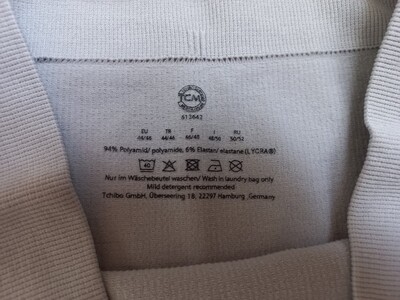 TCM
813642
EU TR F I RU
94% Polyamid/ polyamide, 6% Elastan/ elastane (LYCRA®)
40
Nur im Wäschebeutel waschen/ Wash in laundry bag only
Mild detergent recommended
Tchibo GmbH, Überseering 18, 22297 Hamburg, Germany